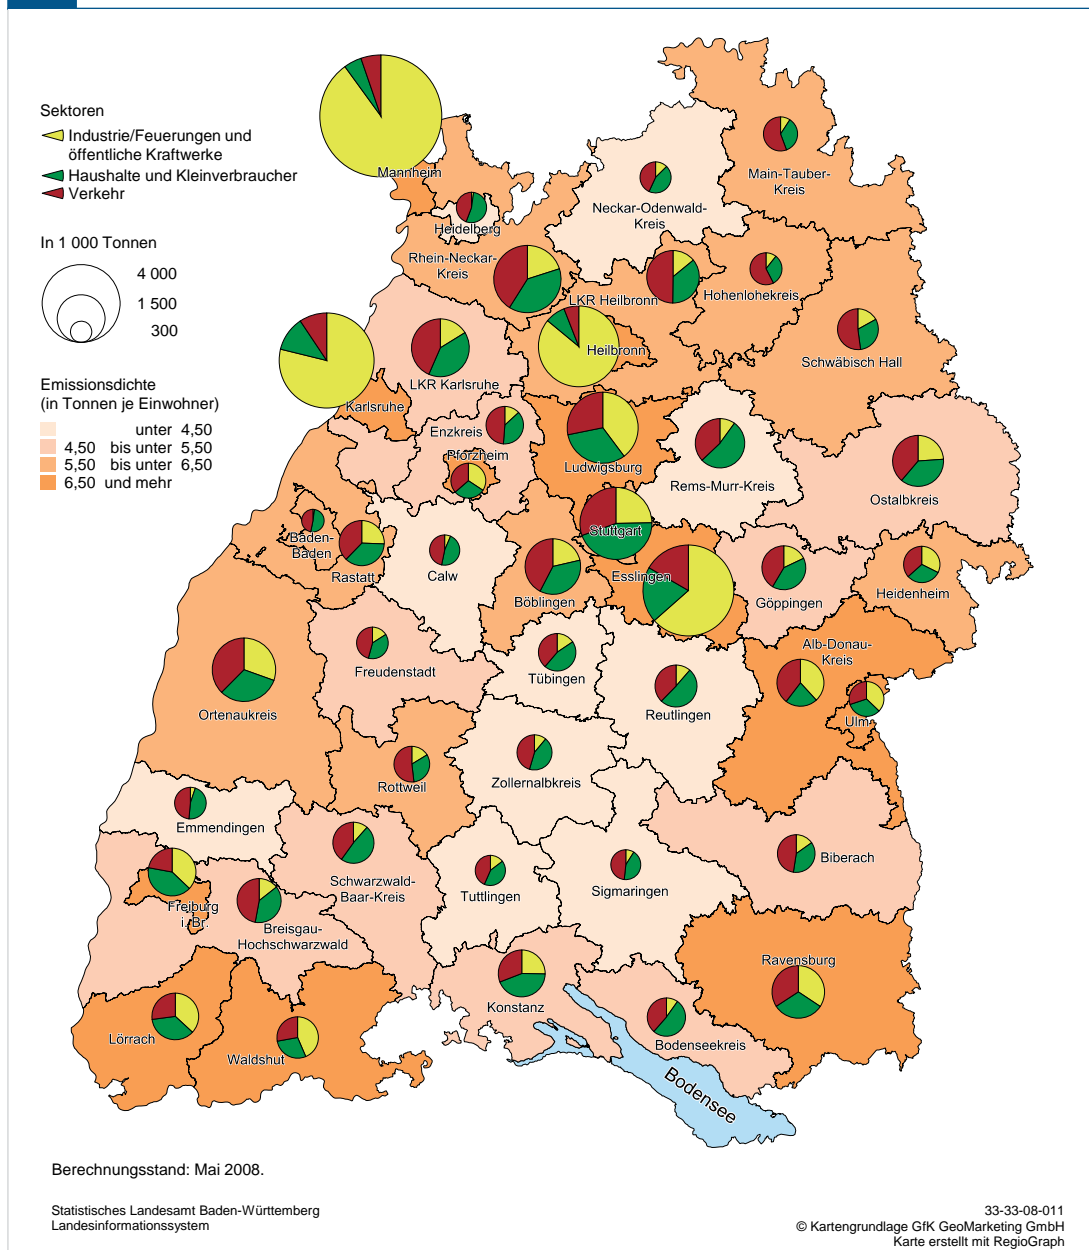 Sektoren
Industrie/Feuerungen und
öffentliche Kraftwerke
Haushalte und Kleinverbraucher
Verkehr
In 1 000 Tonnen
4 000
1 500
300
Emissionsdichte
(in Tonnen je Einwohner)
unter 4,50
4,50 bis unter 5,50
5,50 bis unter 6,50
6,50 und mehr
Mannheim
Heidelberg
Rhein-Neckar-
Kreis
Neckar-Odenwald-
Kreis
Main-Tauber-
Kreis
LKR Heilbronn
Hohenlohekreis
Heilbronn
Schwäbisch Hall
LKR Karlsruhe
Karlsruhe
Enzkreis
Pforzheim
Ludwigsburg
Rems-Murr-Kreis
Ostalbkreis
Baden-
Baden
Rastatt
Calw
Stuttgart
Böblingen
Esslingen
Göppingen
Heidenheim
Alb-Donau-
Kreis
Ulm
Freudenstadt
Tübingen
Reutlingen
Ortenaukreis
Rottweil
Zollernalbkreis
Emmendingen
Schwarzwald-
Baar-Kreis
Tuttlingen
Sigmaringen
Biberach
Freiburg
i. Br.
Breisgau-
Hochschwarzwald
Ravensburg
Konstanz
Bodenseekreis
Lörrach
Waldshut
Bodensee
Berechnungsstand: Mai 2008.
Statistisches Landesamt Baden-Württemberg
Landesinformationssystem
33-33-08-011
© Kartengrundlage GfK GeoMarketing GmbH
Karte erstellt mit RegioGraph